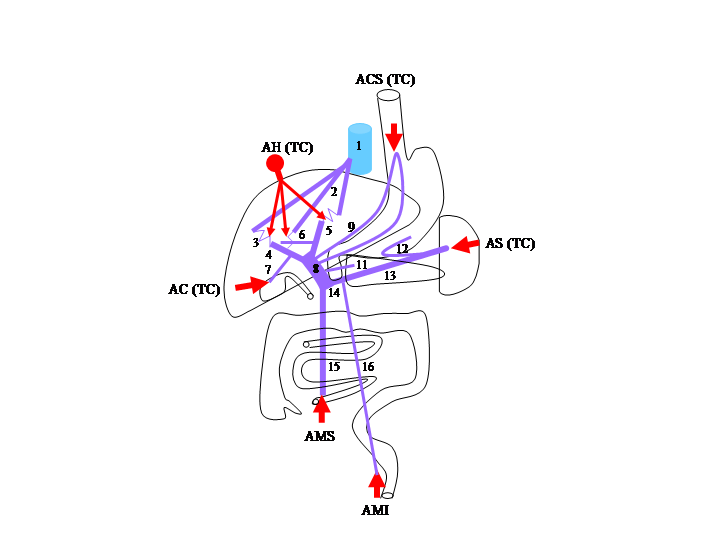 ACS (TC)
AH (TC)
1
2
3
4
5
6
9
7
8
11
12
AS (TC)
13
AC (TC)
14
15
16
AMS
AMI